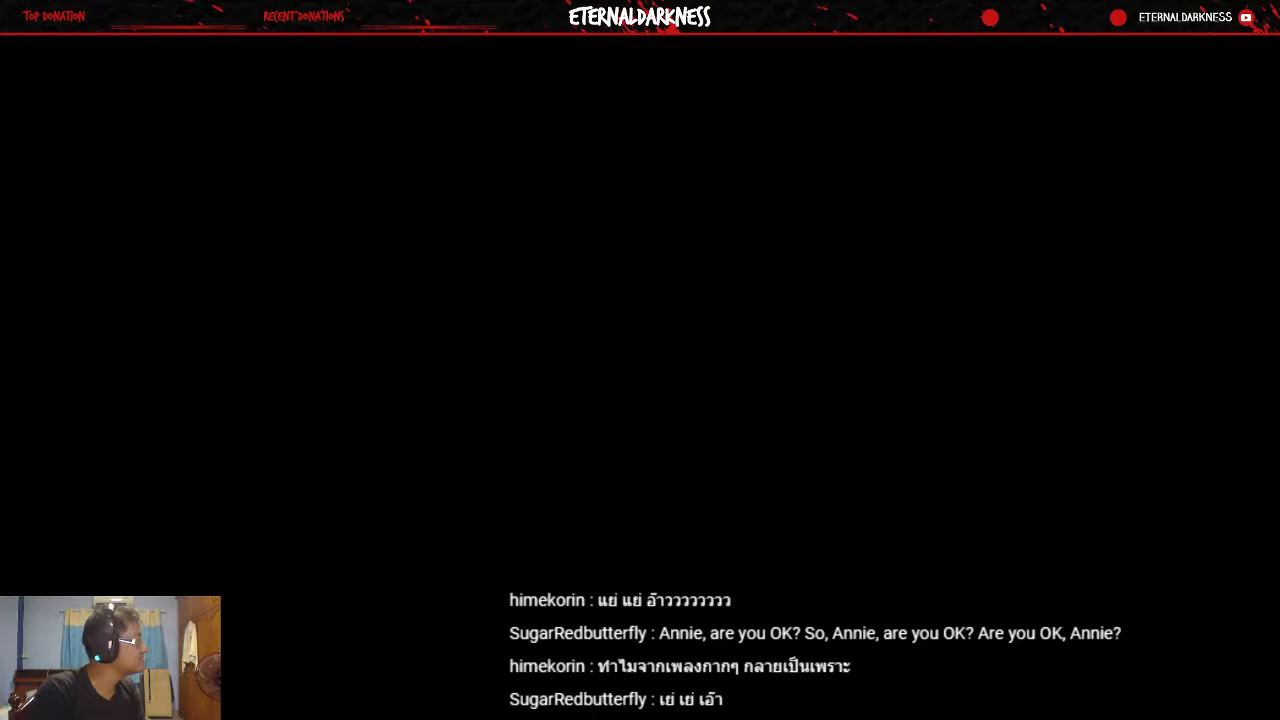 TOP DONATION
RECENT DONATIONS
ETERNALDARKNESS
ETERNALDARKNESS
himekorin : แย่ แย่ อ๊าววววววว
SugarRedbutterfly : Annie, are you OK? So, Annie, are you OK? Are you OK, Annie?
himekorin : ทำไมจากเพลงกากๆ กลายเป็นเพราะ
SugarRedbutterfly : เย่ เย่ เอ๊า